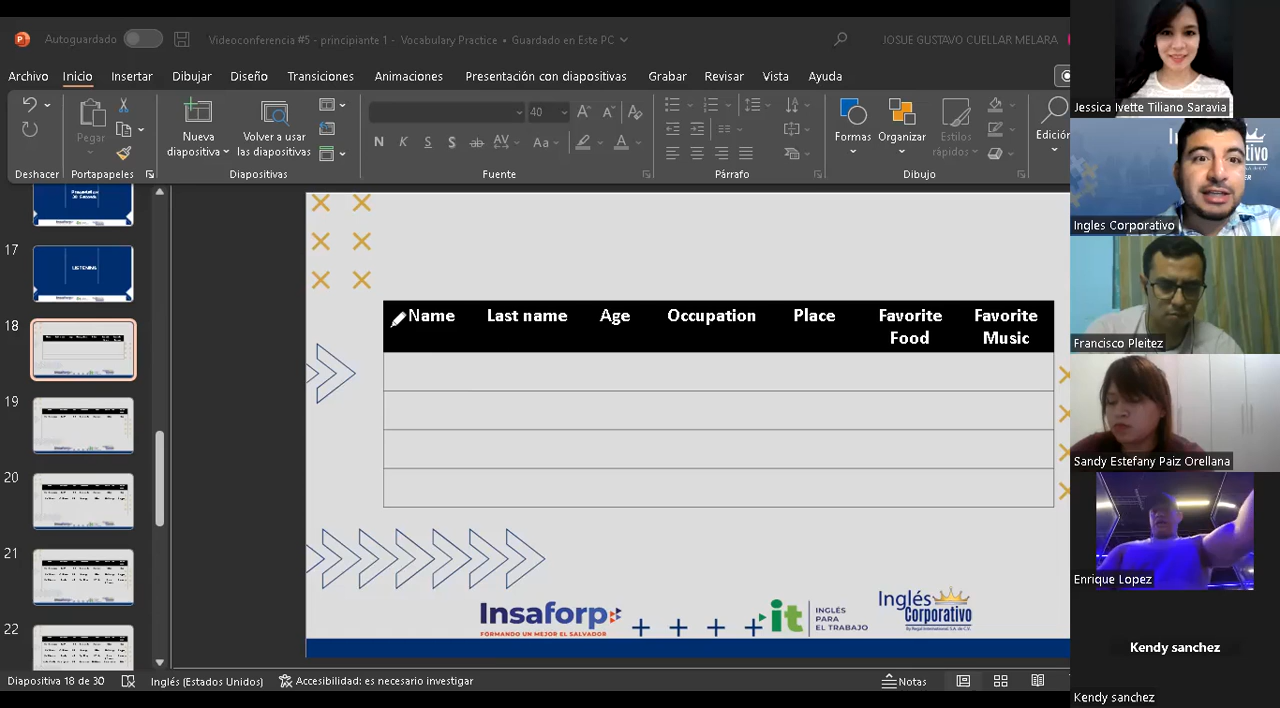 Autoguardado
Videoconferencia #5 - principiante 1 - Vocabulary Practice • Guardado en Este PC
JOSUE GUSTAVO CUELLAR MELARA
Archivo Inicio Insertar Dibujar Diseño Transiciones Animaciones Presentación con diapositivas Grabar Revisar Vista Ayuda
Pegar
Nueva diapositiva
Volver a usar las diapositivas
40
N K S S ab AV Aa A
Formas Organizar Estilos rápidos Edición
Deshacer Portapapeles Diapositivas Fuente Párrafo Dibujo
17
LISTENING
18
19
20
21
22
Name Last name Age Occupation Place Favorite Food Favorite Music
Insaforp
FORMANDO UN MEJOR EL SALVADOR
it
INGLÉS
PARA
EL TRABAJO
Inglés
Corporativo
Diapositiva 18 de 30 Inglés (Estados Unidos) Accesibilidad: es necesario investigar Notas
Jessica Ivette Tiliano Saravia
Ingles Corporativo
Francisco Pleitez
Sandy Estefany Paiz Orellana
Enrique Lopez
Kendy sanchez
Kendy sanchez